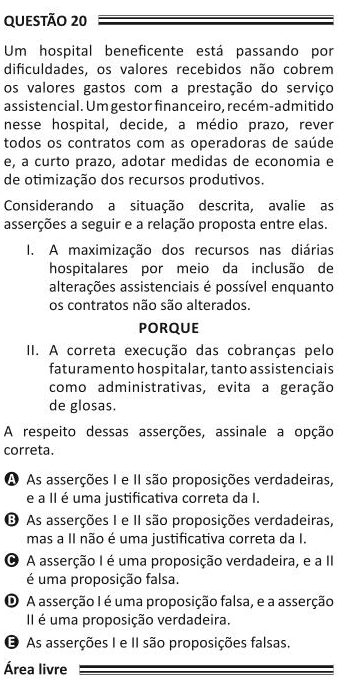 QUESTÃO 20
Um hospital beneficente está passando por
dificuldades, os valores recebidos não cobrem
os valores gastos com a prestação do serviço
assistencial. Um gestor financeiro, recém-admitido
nesse hospital, decide, a médio prazo, rever
todos os contratos com as operadoras de saúde
e, a curto prazo, adotar medidas de economia e
de otimização dos recursos produtivos.
Considerando a situação descrita, avalie as
asserções a seguir e a relação proposta entre elas.
I. A maximização dos recursos nas diárias
hospitalares por meio da inclusão de
alterações assistenciais é possível enquanto
os contratos não são alterados.
PORQUE
II. A correta execução das cobranças pelo
faturamento hospitalar, tanto assistenciais
como administrativas, evita a geração
de glosas.
A respeito dessas asserções, assinale a opção
correta.
A As asserções I e II são proposições verdadeiras,
e a II é uma justificativa correta da I.
B As asserções I e II são proposições verdadeiras,
mas a II não é uma justificativa correta da I.
C A asserção I é uma proposição verdadeira, e a II
é uma proposição falsa.
D A asserção I é uma proposição falsa, e a asserção
II é uma proposição verdadeira.
E As asserções I e II são proposições falsas.
Área livre